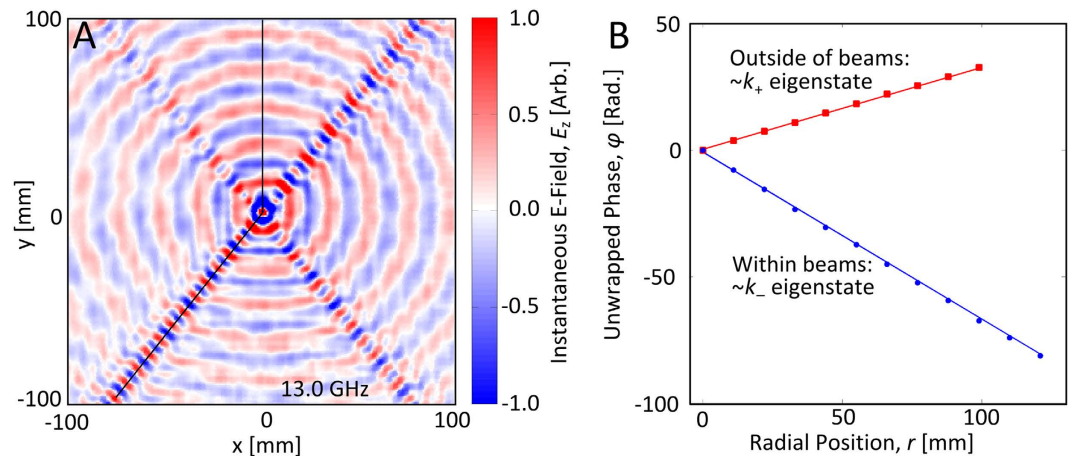 A
100
0
-100
y [mm]
-100
0
100
x [mm]
13.0 GHz
1.0
0.5
0.0
-0.5
-1.0
Instantaneous E-Field, E_z [Arb.]
B
50
0
-50
-100
Unwrapped Phase, φ [Rad.]
Outside of beams:
~k₊ eigenstate
Within beams:
~k₋ eigenstate
0
50
100
Radial Position, r [mm]